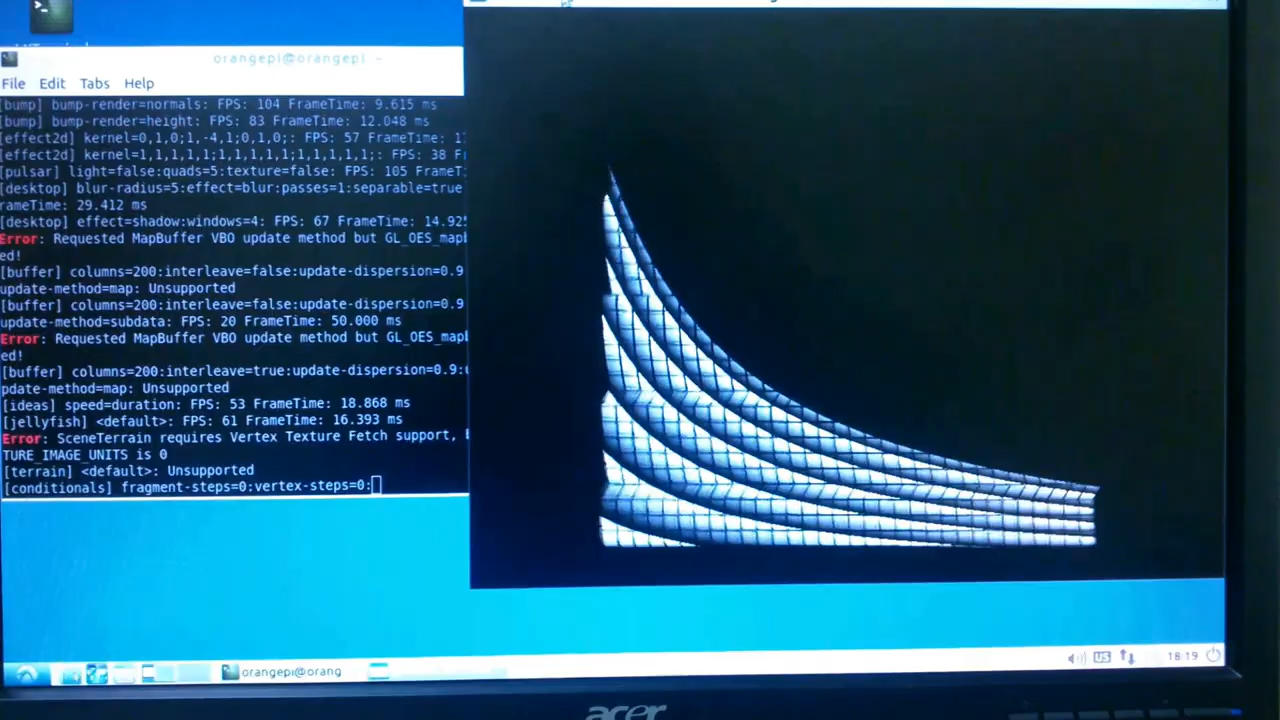 orangepi@orangepi: ~
File Edit Tabs Help
[bump] bump-render=normals: FPS: 104 FrameTime: 9.615 ms
[bump] bump-render=height: FPS: 83 FrameTime: 12.048 ms
[effect2d] kernel=0,1,0;1,-4,1;0,1,0;: FPS: 57 FrameTime: 1
[effect2d] kernel=1,1,1,1,1;1,1,1,1,1;1,1,1,1,1;: FPS: 38 F
[pulsar] light=false:quads=5:texture=false: FPS: 105 FrameT
[desktop] blur-radius=5:effect=blur:passes=1:separable=true
rameTime: 29.412 ms
[desktop] effect=shadow:windows=4: FPS: 67 FrameTime: 14.925
Error: Requested MapBuffer VBO update method but GL_OES_map
ed!
[buffer] columns=200:interleave=false:update-dispersion=0.9
update-method=map: Unsupported
[buffer] columns=200:interleave=false:update-dispersion=0.9
update-method=subdata: FPS: 20 FrameTime: 50.000 ms
Error: Requested MapBuffer VBO update method but GL_OES_map
ed!
[buffer] columns=200:interleave=true:update-dispersion=0.9:
pdate-method=map: Unsupported
[ideas] speed=duration: FPS: 53 FrameTime: 18.868 ms
[jellyfish] <default>: FPS: 61 FrameTime: 16.393 ms
Error: SceneTerrain requires Vertex Texture Fetch support,
TURE_IMAGE_UNITS is 0
[terrain] <default>: Unsupported
[conditionals] fragment-steps=0:vertex-steps=0:
orangepi@orang
US
18:19
acer